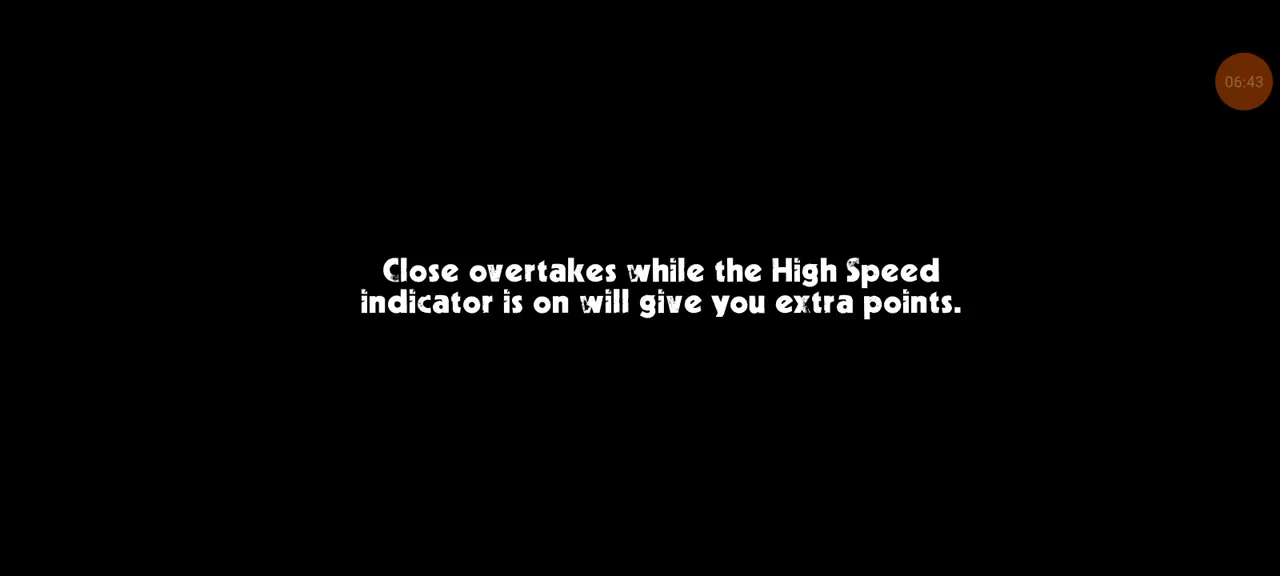 06:43
Close overtakes while the High Speed
indicator is on will give you extra points.